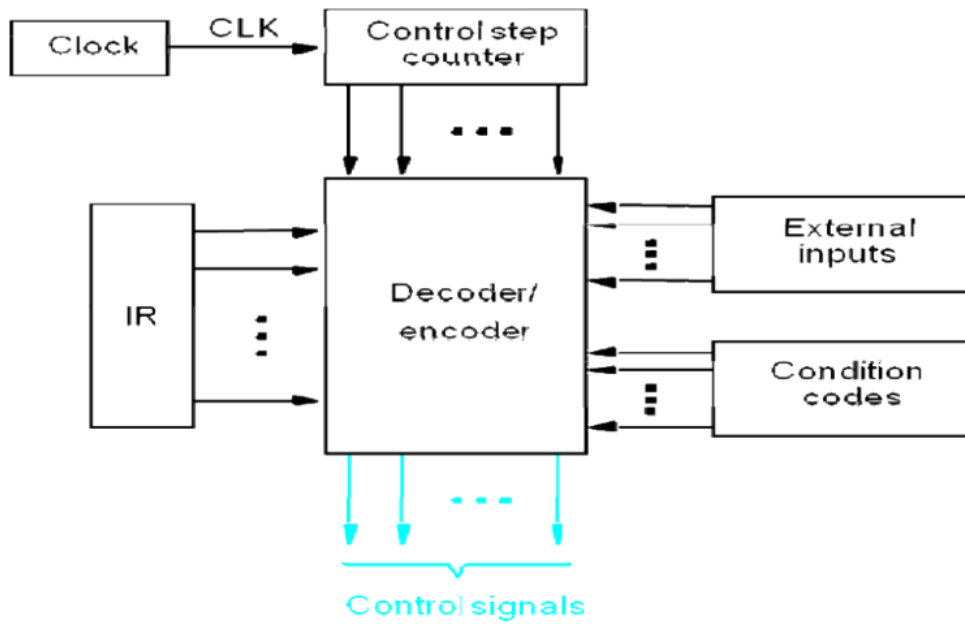 Clock
CLK
Control step
counter
IR
Decoder/
encoder
External
inputs
Condition
codes
Control signals